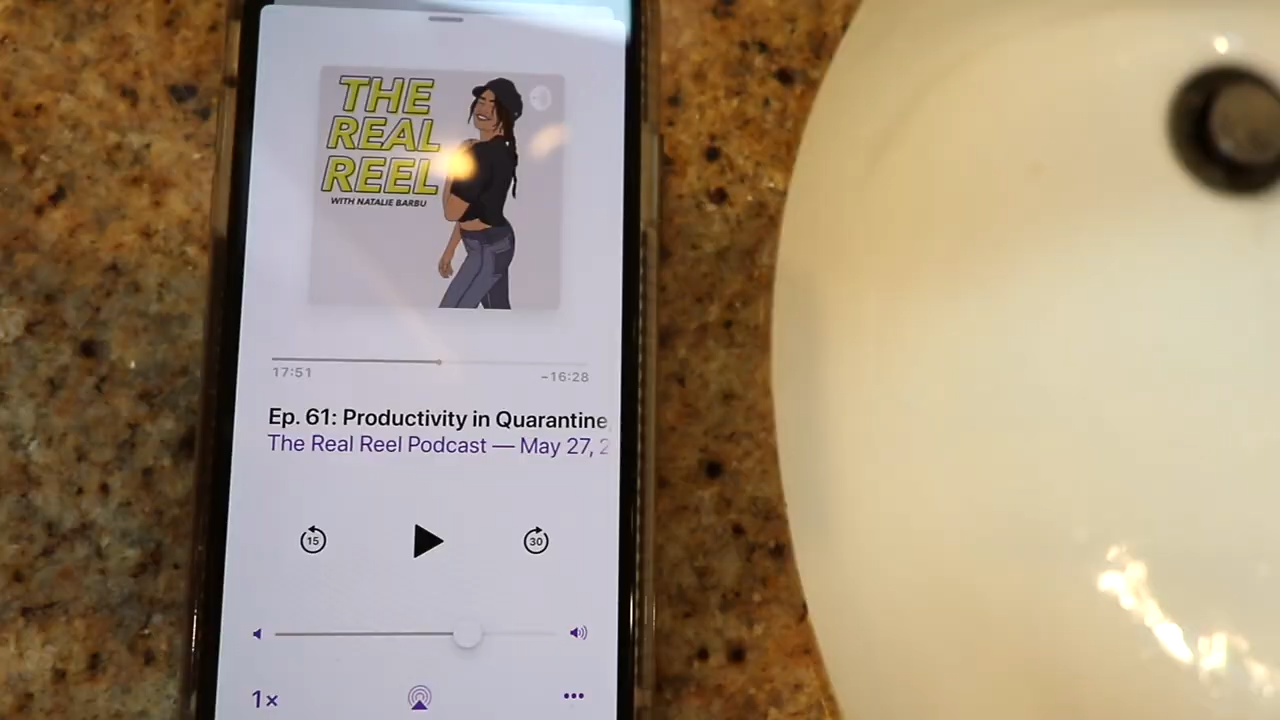 THE
REAL
REEL
WITH NATALIE BARBU
17:51
-16:28
Ep. 61: Productivity in Quarantine
The Real Reel Podcast — May 27, 2
15
30
1×